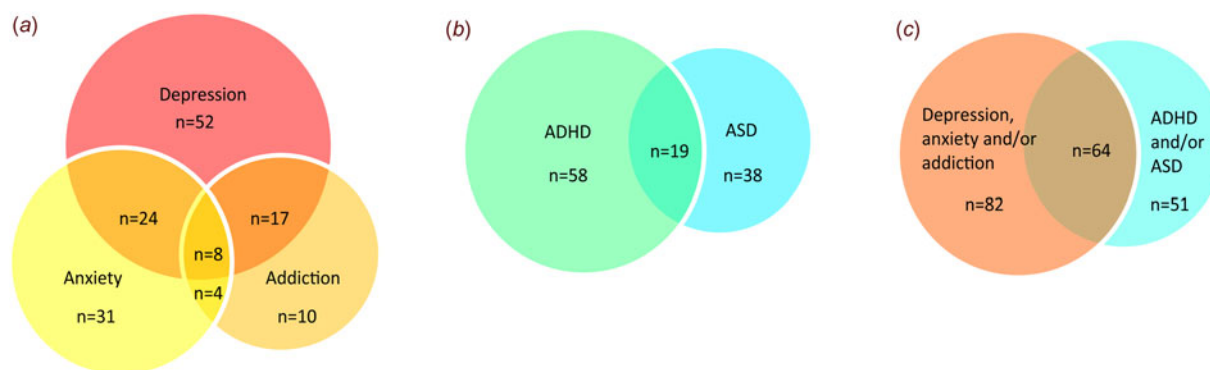 (a)
Depression
n=52
n=24
n=17
n=8
Anxiety
Addiction
n=4
n=31
n=10
(b)
ADHD
ASD
n=19
n=58
n=38
(c)
Depression,
anxiety and/or
addiction
n=82
n=64
ADHD
and/or
ASD
n=51